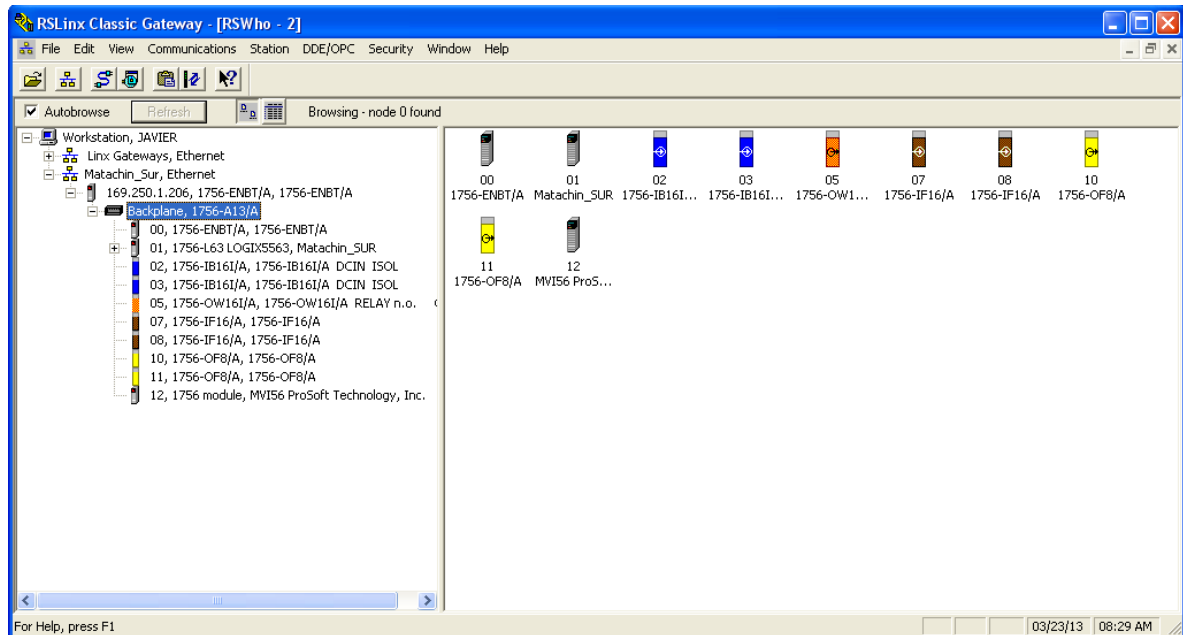 RSLinx Classic Gateway - [RSWho - 2]
File Edit View Communications Station DDE/OPC Security Window Help
Autobrowse Refresh Browsing - node 0 found
Workstation, JAVIER
Linx Gateways, Ethernet
Matachin_Sur, Ethernet
169.250.1.206, 1756-ENBT/A, 1756-ENBT/A
Backplane, 1756-A13/A
00, 1756-ENBT/A, 1756-ENBT/A
01, 1756-L63 LOGIX5563, Matachin_SUR
02, 1756-IB16I/A, 1756-IB16I/A DCIN ISOL
03, 1756-IB16I/A, 1756-IB16I/A DCIN ISOL
05, 1756-OW16I/A, 1756-OW16I/A RELAY n.o.
07, 1756-IF16/A, 1756-IF16/A
08, 1756-IF16/A, 1756-IF16/A
10, 1756-OF8/A, 1756-OF8/A
11, 1756-OF8/A, 1756-OF8/A
12, 1756 module, MVI56 ProSoft Technology, Inc.
00 01 02 03 05 07 08 10
1756-ENBT/A Matachin_SUR 1756-IB16I... 1756-IB16I... 1756-OW1... 1756-IF16/A 1756-IF16/A 1756-OF8/A
11 12
1756-OF8/A MVI56 ProS...
For Help, press F1 03/23/13 08:29 AM